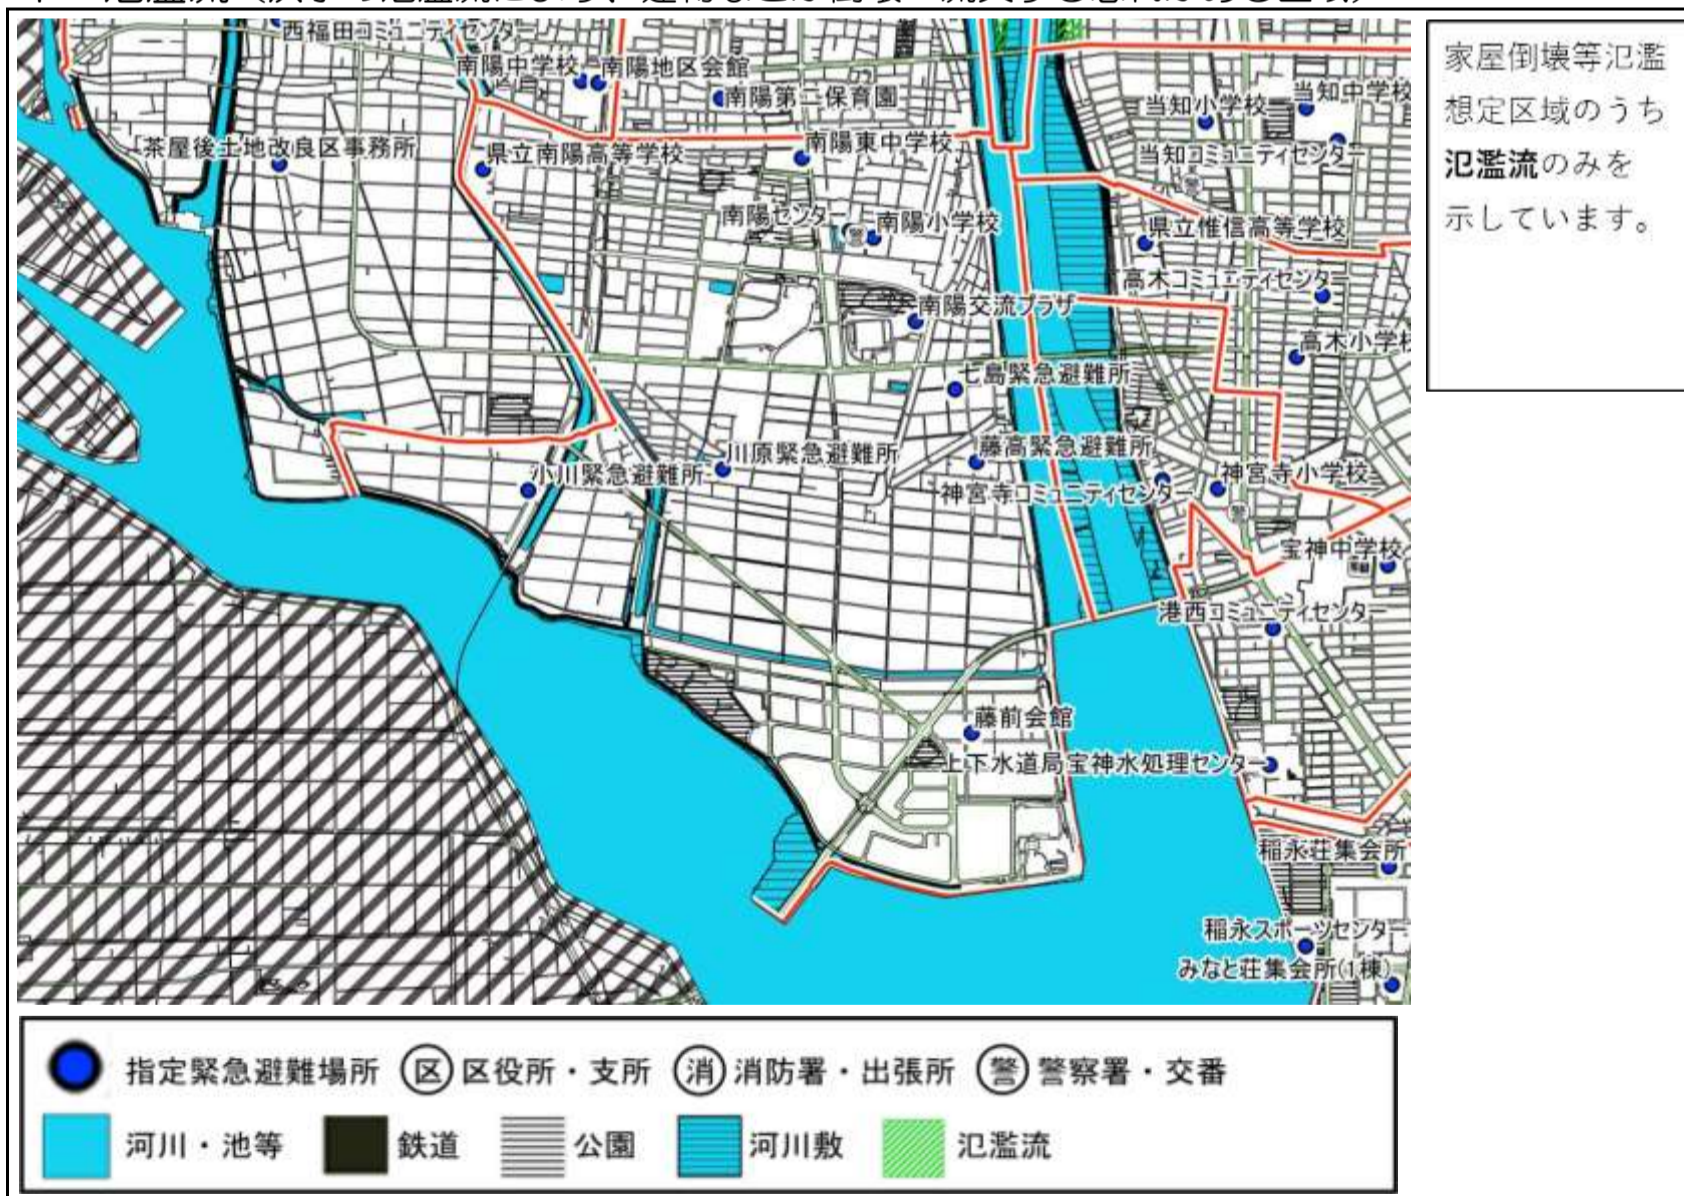 西福田コミュニティセンター
南陽中学校
南陽地区会館
南陽第二保育園
当知小学校
当知中学校
茶屋後土地改良区事務所
県立南陽高等学校
南陽東中学校
当知コミュニティセンター
警
南陽センター
警
南陽小学校
県立惟信高等学校
高木コミュニティセンター
南陽交流プラザ
高木小学校
七島緊急避難所
川原緊急避難所
藤高緊急避難所
小川緊急避難所
神宮寺コミュニティセンター
神宮寺小学校
警
宝神中学校
港西コミュニティセンター
藤前会館
上下水道局宝神水処理センター
稲永荘集会所
稲永スポーツセンター
みなと荘集会所(1棟)
家屋倒壊等氾濫
想定区域のうち
氾濫流のみを
示しています。
指定緊急避難場所 区 区役所・支所 消 消防署・出張所 警 警察署・交番
河川・池等 鉄道 公園 河川敷 氾濫流